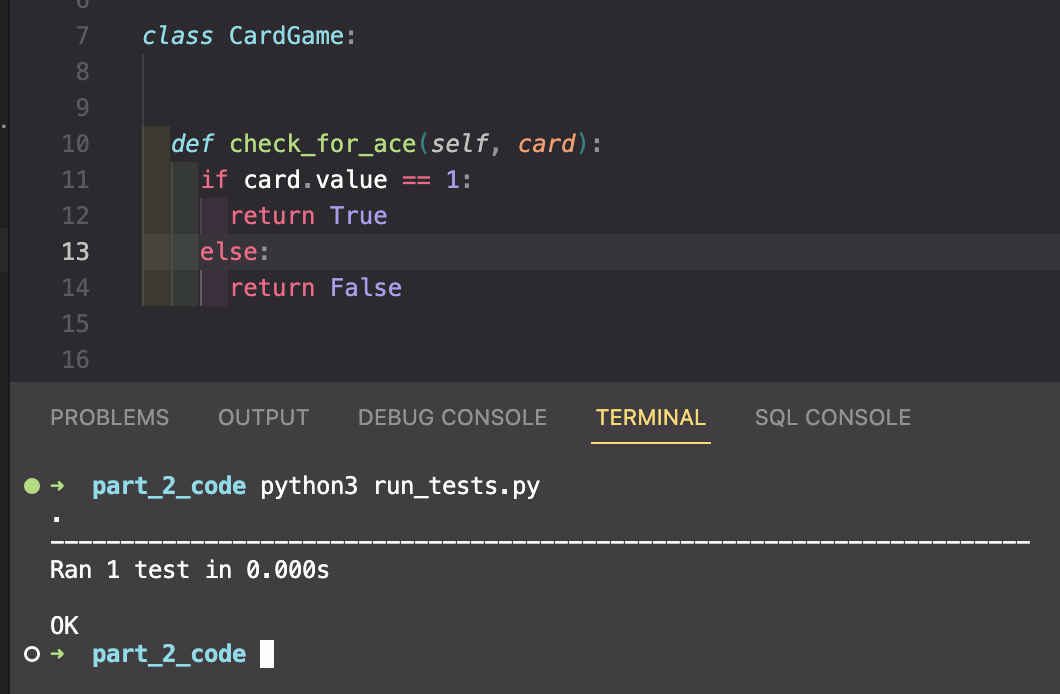 6
7 class CardGame:
8
9
10 def check_for_ace(self, card):
11 if card.value == 1:
12 return True
13 else:
14 return False
15
16
PROBLEMS OUTPUT DEBUG CONSOLE TERMINAL SQL CONSOLE
➜ part_2_code python3 run_tests.py
.
----------------------------------------------------------------------
Ran 1 test in 0.000s
OK
➜ part_2_code